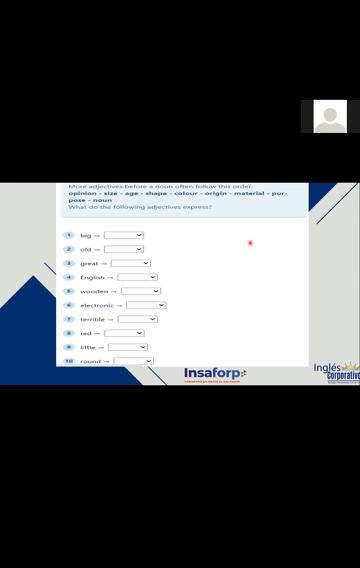 More adjectives before a noun often follow this order:
opinion - size - age - shape - colour - origin - material - pur-
pose - noun
What do the following adjectives express?
1 big →
2 old →
3 great →
4 English →
5 wooden →
6 electronic →
7 terrible →
8 red →
9 little →
10 round →
Insaforp
Inglés
Corporativo